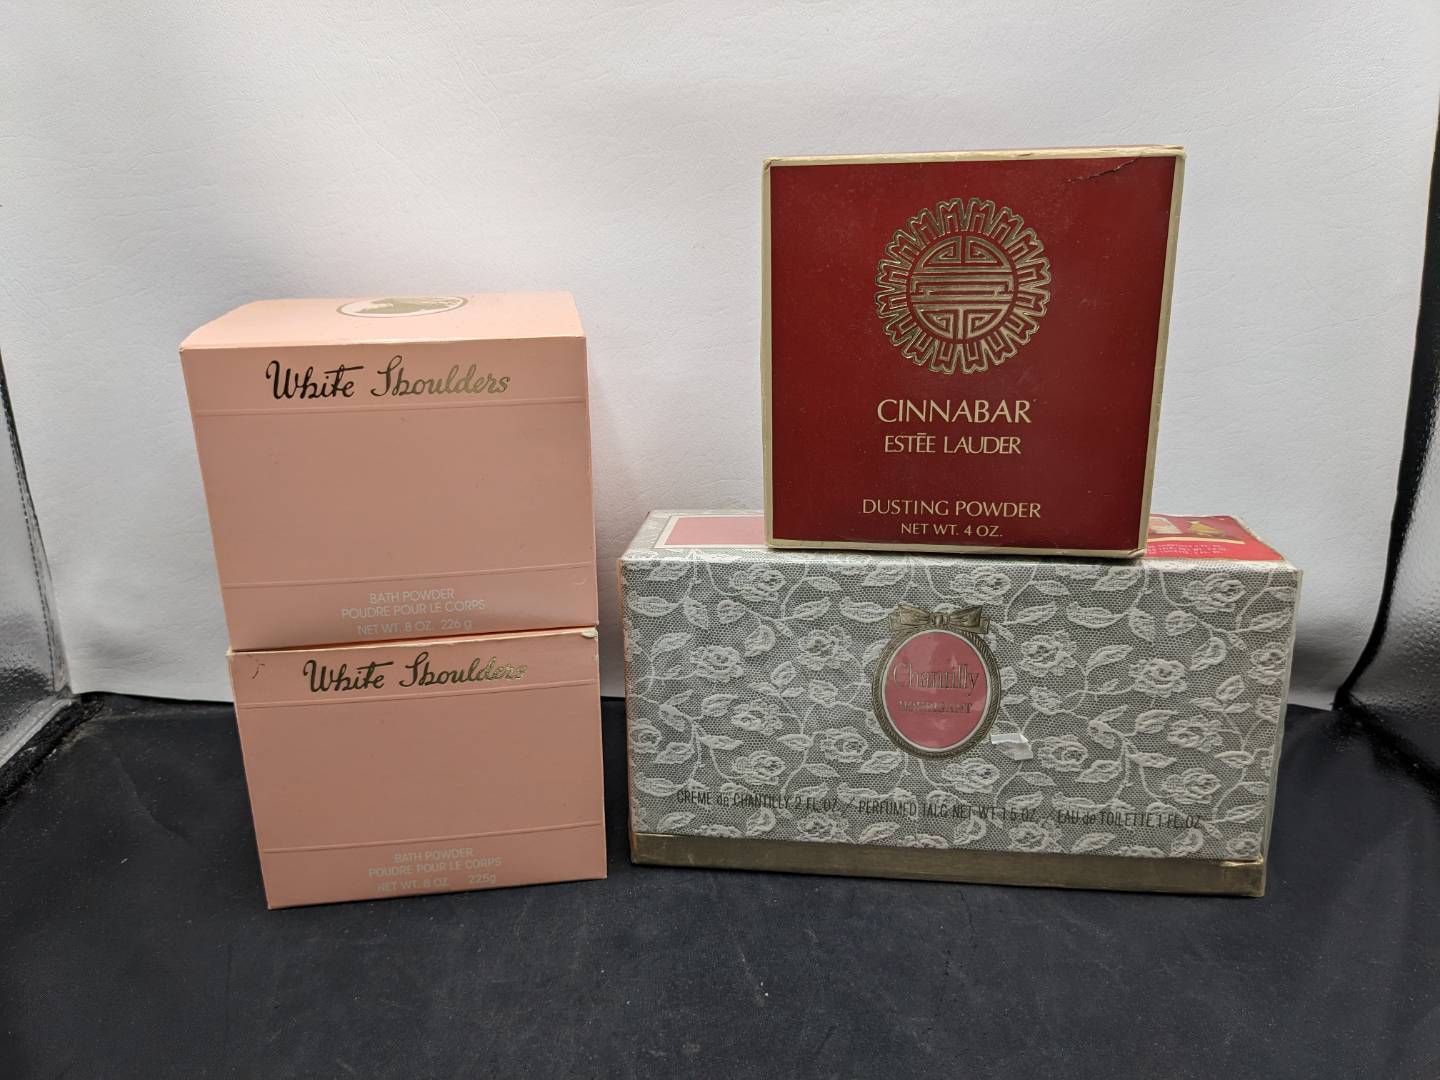 White Shoulders
BATH POWDER
POUDRE POUR LE CORPS
NET WT. 8 OZ. 226 g
White Shoulders
BATH POWDER
POUDRE POUR LE CORPS
NET WT. 8 OZ. 225g
CINNABAR
ESTĒE LAUDER
DUSTING POWDER
NET WT. 4 OZ.
Chantilly
HOUBIGANT
CREME de CHANTILLY 2 FL.OZ. / PERFUMED TALC NET WT 1.5 OZ. / EAU de TOILETTE 1 FL.OZ.